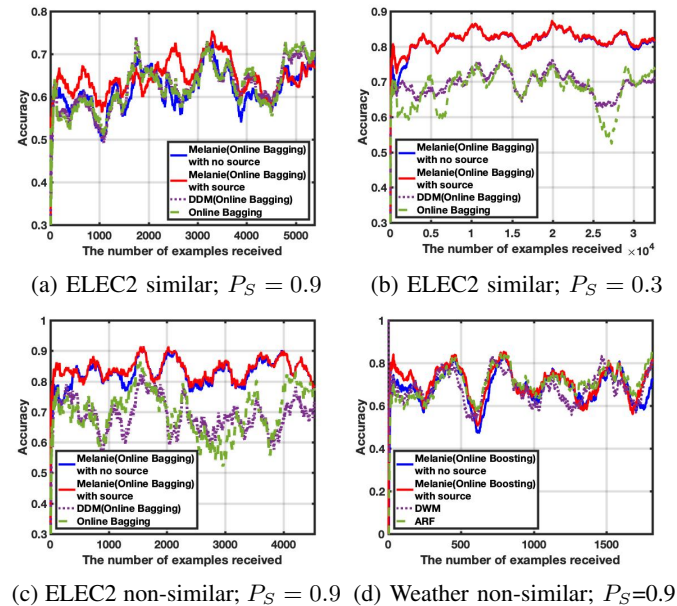 0.8
0.7
0.6
0.5
0.4
0.3
Accuracy
Melanie(Online Bagging)
with no source
Melanie(Online Bagging)
with source
DDM(Online Bagging)
Online Bagging
0 1000 2000 3000 4000 5000
The number of examples received
(a) ELEC2 similar; P_S = 0.9
0.9
0.8
0.7
0.6
0.5
0.4
0.3
Accuracy
Melanie(Online Bagging)
with no source
Melanie(Online Bagging)
with source
DDM(Online Bagging)
Online Bagging
0 0.5 1 1.5 2 2.5 3
The number of examples received ×10^4
(b) ELEC2 similar; P_S = 0.3
1
0.9
0.8
0.7
0.6
0.5
0.4
0.3
Accuracy
Melanie(Online Bagging)
with no source
Melanie(Online Bagging)
with source
DDM(Online Bagging)
Online Bagging
0 1000 2000 3000 4000
The number of examples received
(c) ELEC2 non-similar; P_S = 0.9
1
0.8
0.6
0.4
0.2
0
Accuracy
Melanie(Online Boosting)
with no source
Melanie(Online Boosting)
with source
DWM
ARF
0 500 1000 1500
The number of examples received
(d) Weather non-similar; P_S=0.9